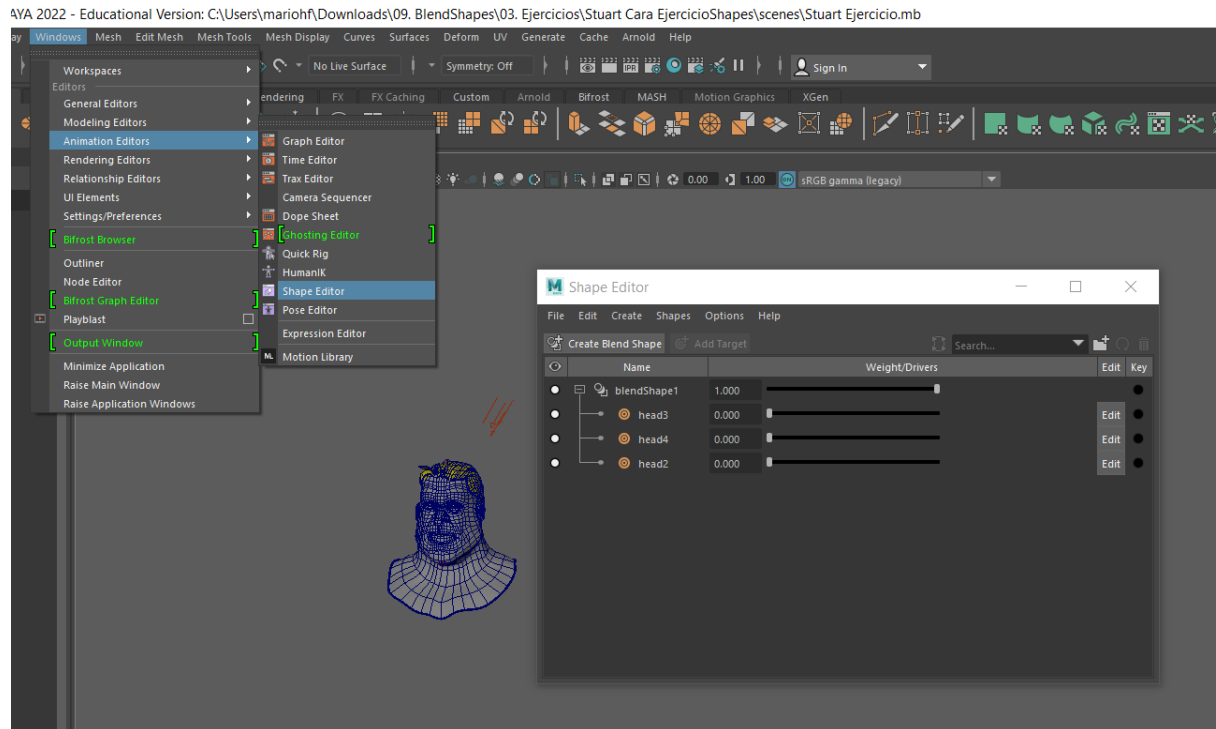 AYA 2022 - Educational Version: C:\Users\mariohf\Downloads\09. BlendShapes\03. Ejercicios\Stuart Cara EjercicioShapes\scenes\Stuart Ejercicio.mb
ay Windows Mesh Edit Mesh Mesh Tools Mesh Display Curves Surfaces Deform UV Generate Cache Arnold Help
No Live Surface Symmetry: Off IPR Sign In
endering FX FX Caching Custom Arnold Bifrost MASH Motion Graphics XGen
0.00 1.00 ON sRGB gamma (legacy)
Workspaces
Editors
General Editors
Modeling Editors
Animation Editors
Rendering Editors
Relationship Editors
UI Elements
Settings/Preferences
Bifrost Browser
Outliner
Node Editor
Bifrost Graph Editor
Playblast
Output Window
Minimize Application
Raise Main Window
Raise Application Windows
Graph Editor
Time Editor
Trax Editor
Camera Sequencer
Dope Sheet
Ghosting Editor
Quick Rig
HumanIK
Shape Editor
Pose Editor
Expression Editor
ML Motion Library
M Shape Editor
File Edit Create Shapes Options Help
Create Blend Shape Add Target Search...
Name Weight/Drivers Edit Key
blendShape1 1.000
head3 0.000 Edit
head4 0.000 Edit
head2 0.000 Edit